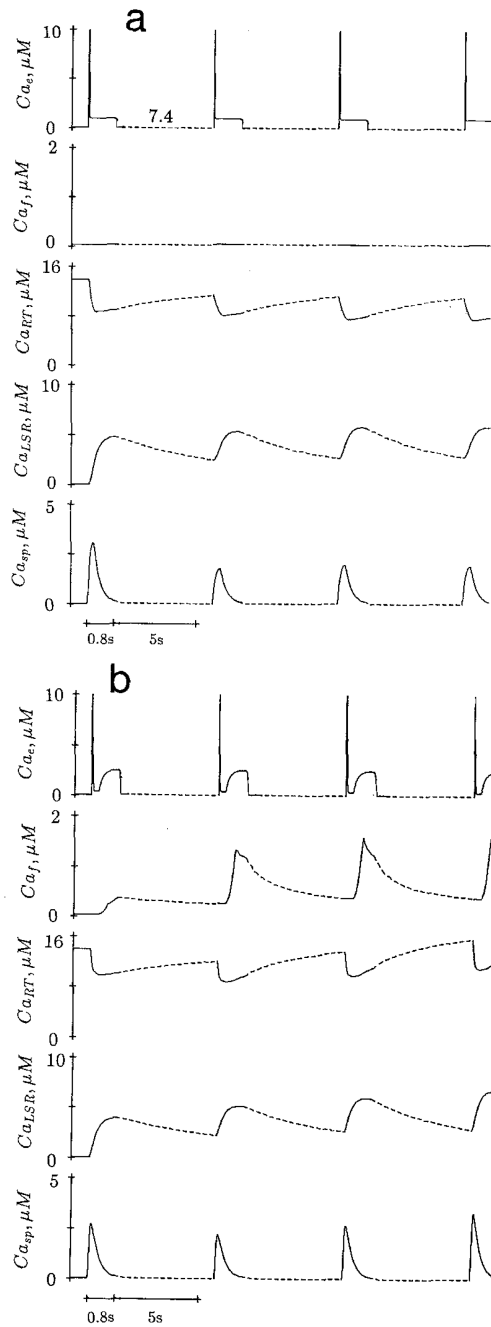 a
10
Ca_e, μM
7.4
0
2
Ca_f, μM
0
16
Ca_RT, μM
0
10
Ca_LSR, μM
0
5
Ca_sp, μM
0
0.8s 5s
b
10
Ca_e, μM
0
2
Ca_f, μM
0
16
Ca_RT, μM
0
10
Ca_LSR, μM
0
5
Ca_sp, μM
0
0.8s 5s